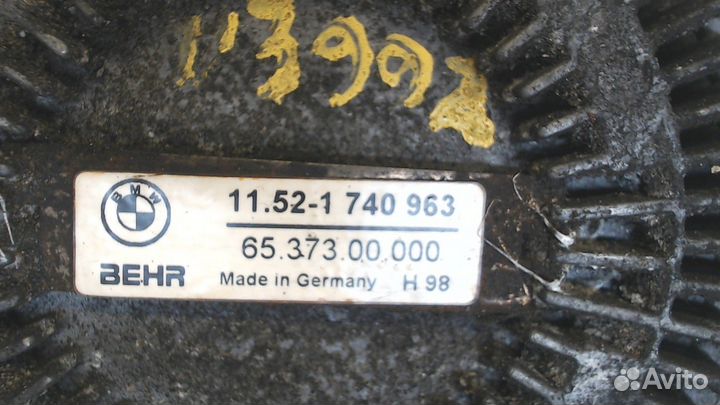 113992
BMW
11.52-1 740 963
65.373.00.000
BEHR
Made in Germany H 98
Avito